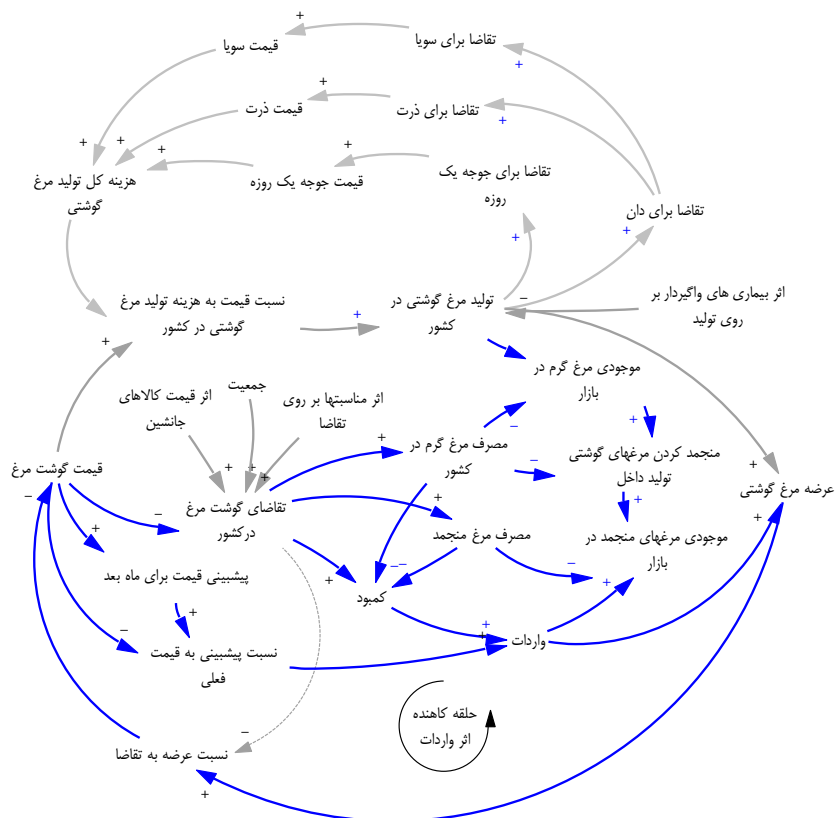 تقاضا برای سویا
قیمت سویا
تقاضا برای ذرت
قیمت ذرت
تقاضا برای جوجه یک
روزه
قیمت جوجه یک روزه
هزینه کل تولید مرغ
گوشتی
تقاضا برای دان
نسبت قیمت به هزینه تولید مرغ
گوشتی در کشور
تولید مرغ گوشتی در
کشور
اثر بیماری های واگیردار بر
روی تولید
موجودی مرغ گرم در
بازار
جمعیت
اثر قیمت کالاهای
جانشین
اثر مناسبتها بر روی
تقاضا
مصرف مرغ گرم در
کشور
منجمد کردن مرغهای گوشتی
تولید داخل
قیمت گوشت مرغ
عرضه مرغ گوشتی
تقاضای گوشت مرغ
درکشور
مصرف مرغ منجمد
موجودی مرغهای منجمد در
بازار
پیشبینی قیمت برای ماه بعد
کمبود
نسبت پیشبینی به قیمت
فعلی
واردات
حلقه کاهنده
اثر واردات
نسبت عرضه به تقاضا